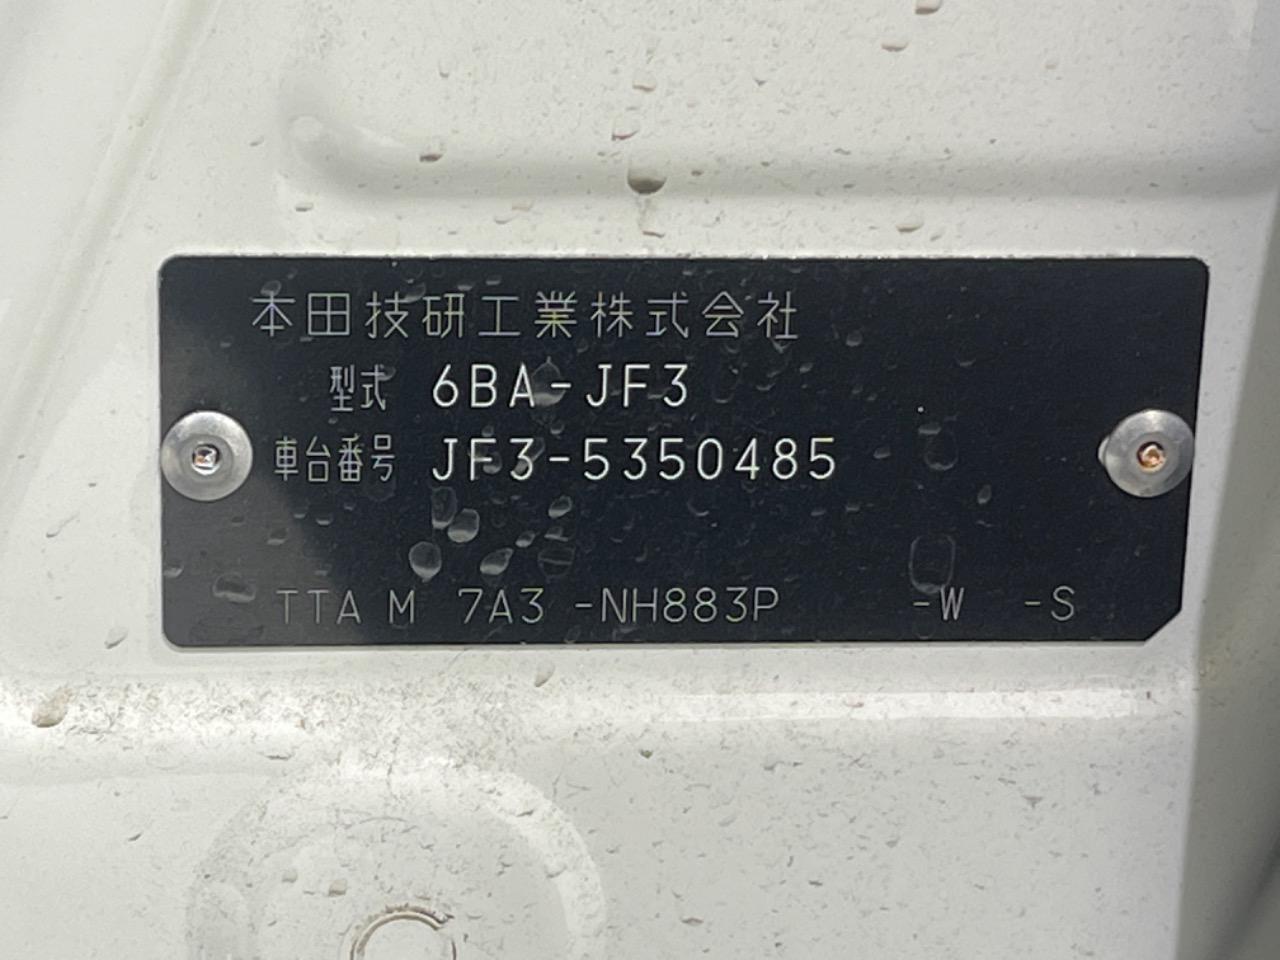 本田技研工業株式会社
型式 6BA-JF3
車台番号 JF3-5350485
TTA M 7A3 -NH883P -W -S